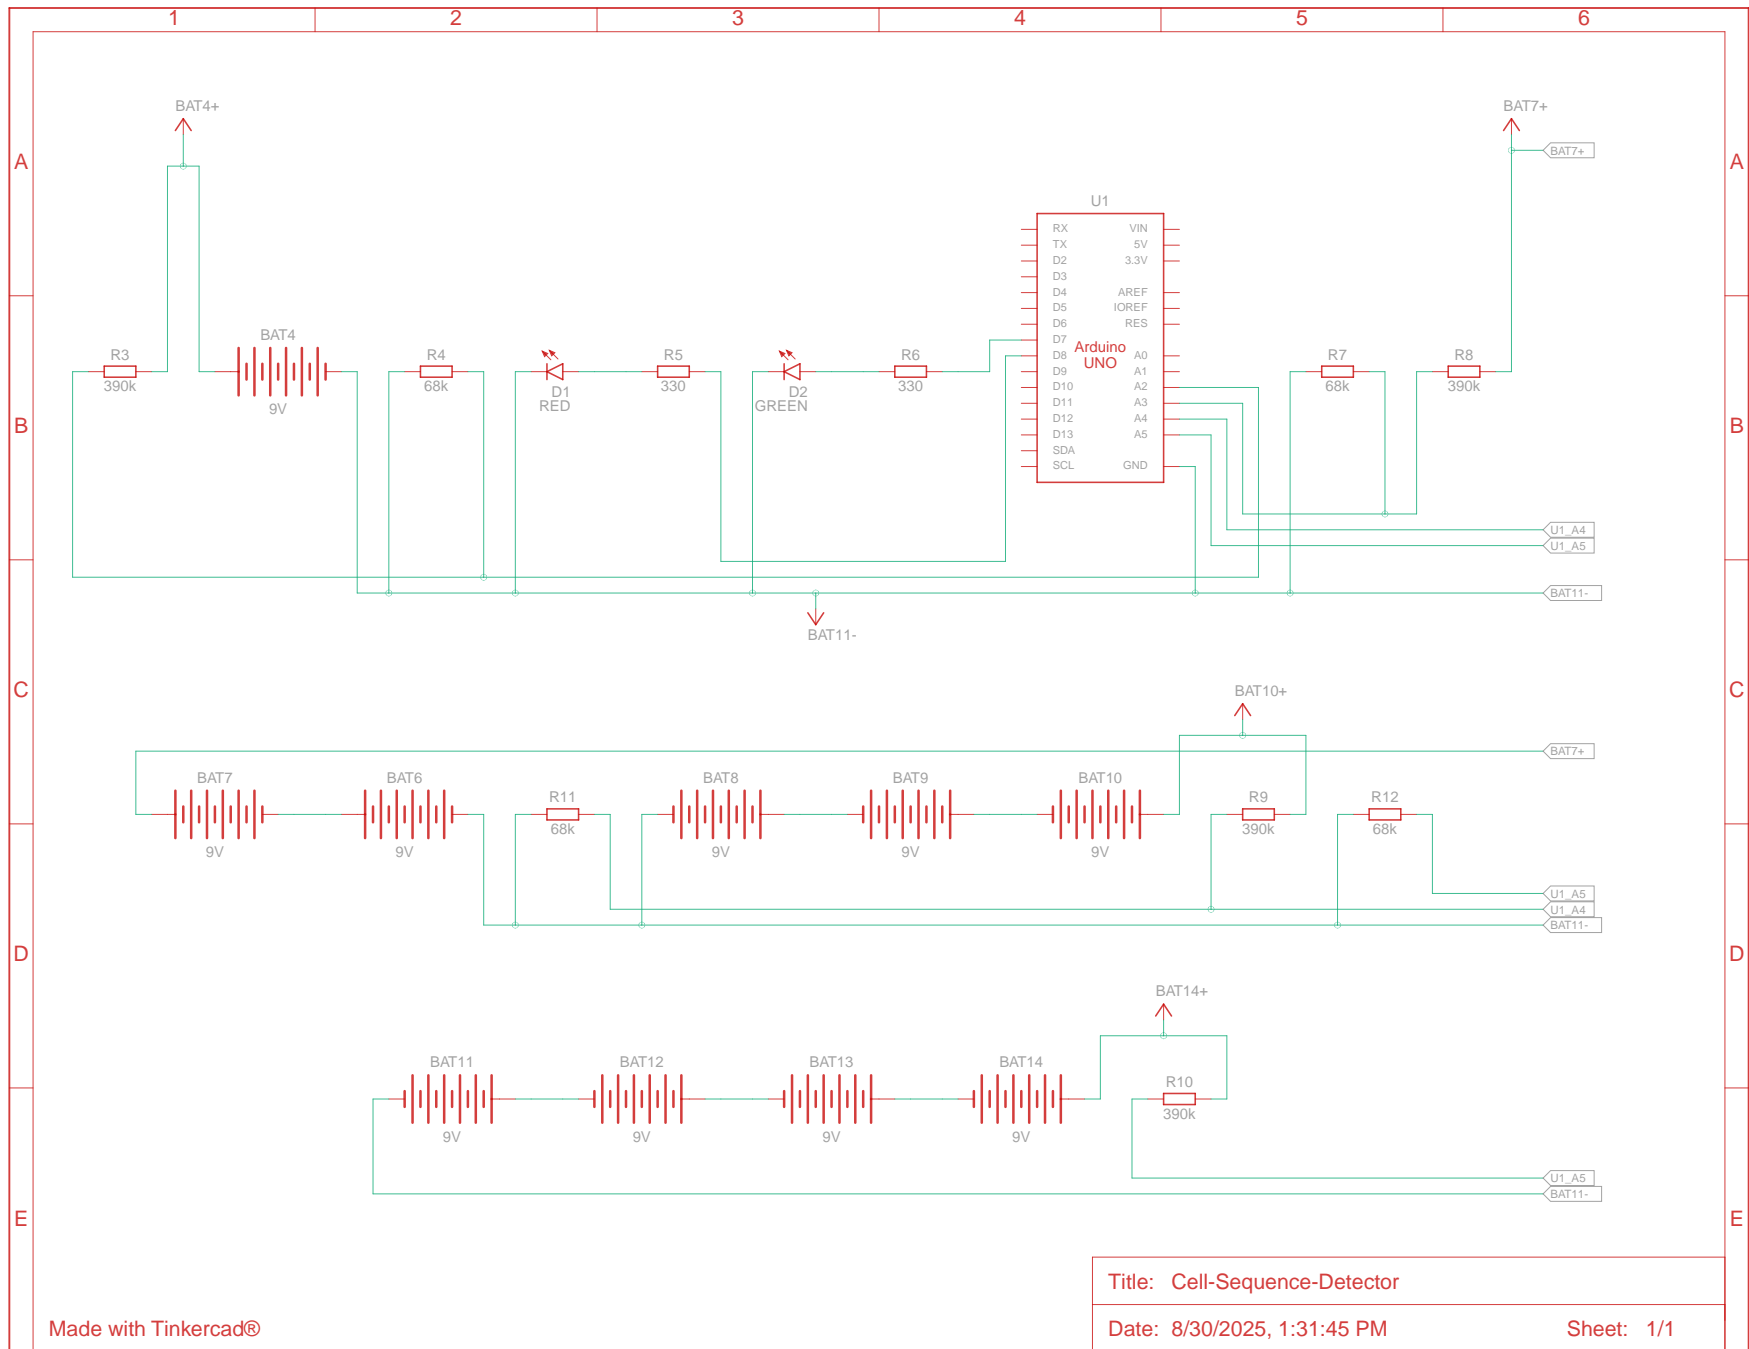 1 2 3 4 5 6
BAT4+ BAT7+
A BAT7+ A
U1
RX VIN
TX 5V
D2 3.3V
D3
D4 AREF
D5 IOREF
D6 RES
D7
D8 A0
D9 A1
D10 A2
D11 A3
D12 A4
D13 A5
SDA
SCL GND
Arduino
UNO
R3 BAT4 R4 R5 R6 R7 R8
390k 9V 68k 330 330 68k 390k
D1 D2
RED GREEN
B B
U1_A4
U1_A5
BAT11-
BAT11-
C BAT10+ C
BAT7+
BAT7 BAT6 R11 BAT8 BAT9 BAT10 R9 R12
9V 9V 68k 9V 9V 9V 390k 68k
U1_A5
U1_A4
BAT11-
D D
BAT14+
BAT11 BAT12 BAT13 BAT14 R10
9V 9V 9V 9V 390k
U1_A5
BAT11-
E E
Title: Cell-Sequence-Detector
Made with Tinkercad® Date: 8/30/2025, 1:31:45 PM Sheet: 1/1